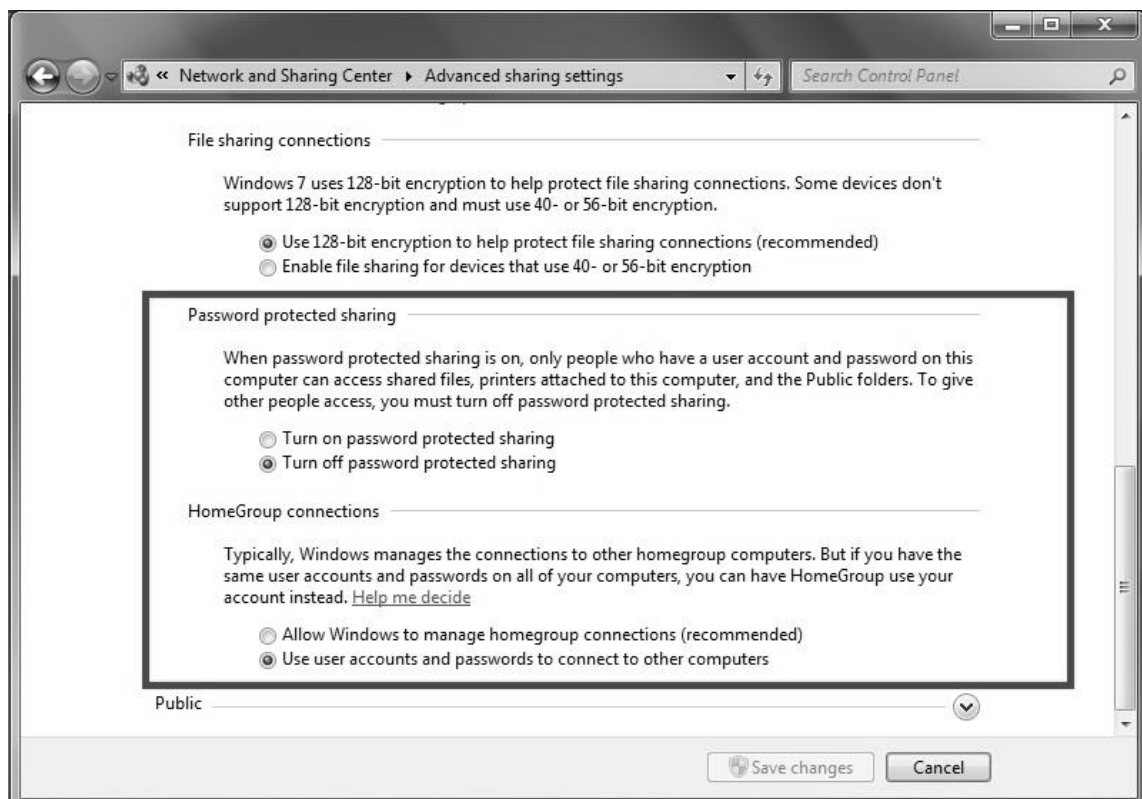 « Network and Sharing Center ▸ Advanced sharing settings
Search Control Panel
File sharing connections
Windows 7 uses 128-bit encryption to help protect file sharing connections. Some devices don't
support 128-bit encryption and must use 40- or 56-bit encryption.
Use 128-bit encryption to help protect file sharing connections (recommended)
Enable file sharing for devices that use 40- or 56-bit encryption
Password protected sharing
When password protected sharing is on, only people who have a user account and password on this
computer can access shared files, printers attached to this computer, and the Public folders. To give
other people access, you must turn off password protected sharing.
Turn on password protected sharing
Turn off password protected sharing
HomeGroup connections
Typically, Windows manages the connections to other homegroup computers. But if you have the
same user accounts and passwords on all of your computers, you can have HomeGroup use your
account instead. Help me decide
Allow Windows to manage homegroup connections (recommended)
Use user accounts and passwords to connect to other computers
Public
Save changes
Cancel